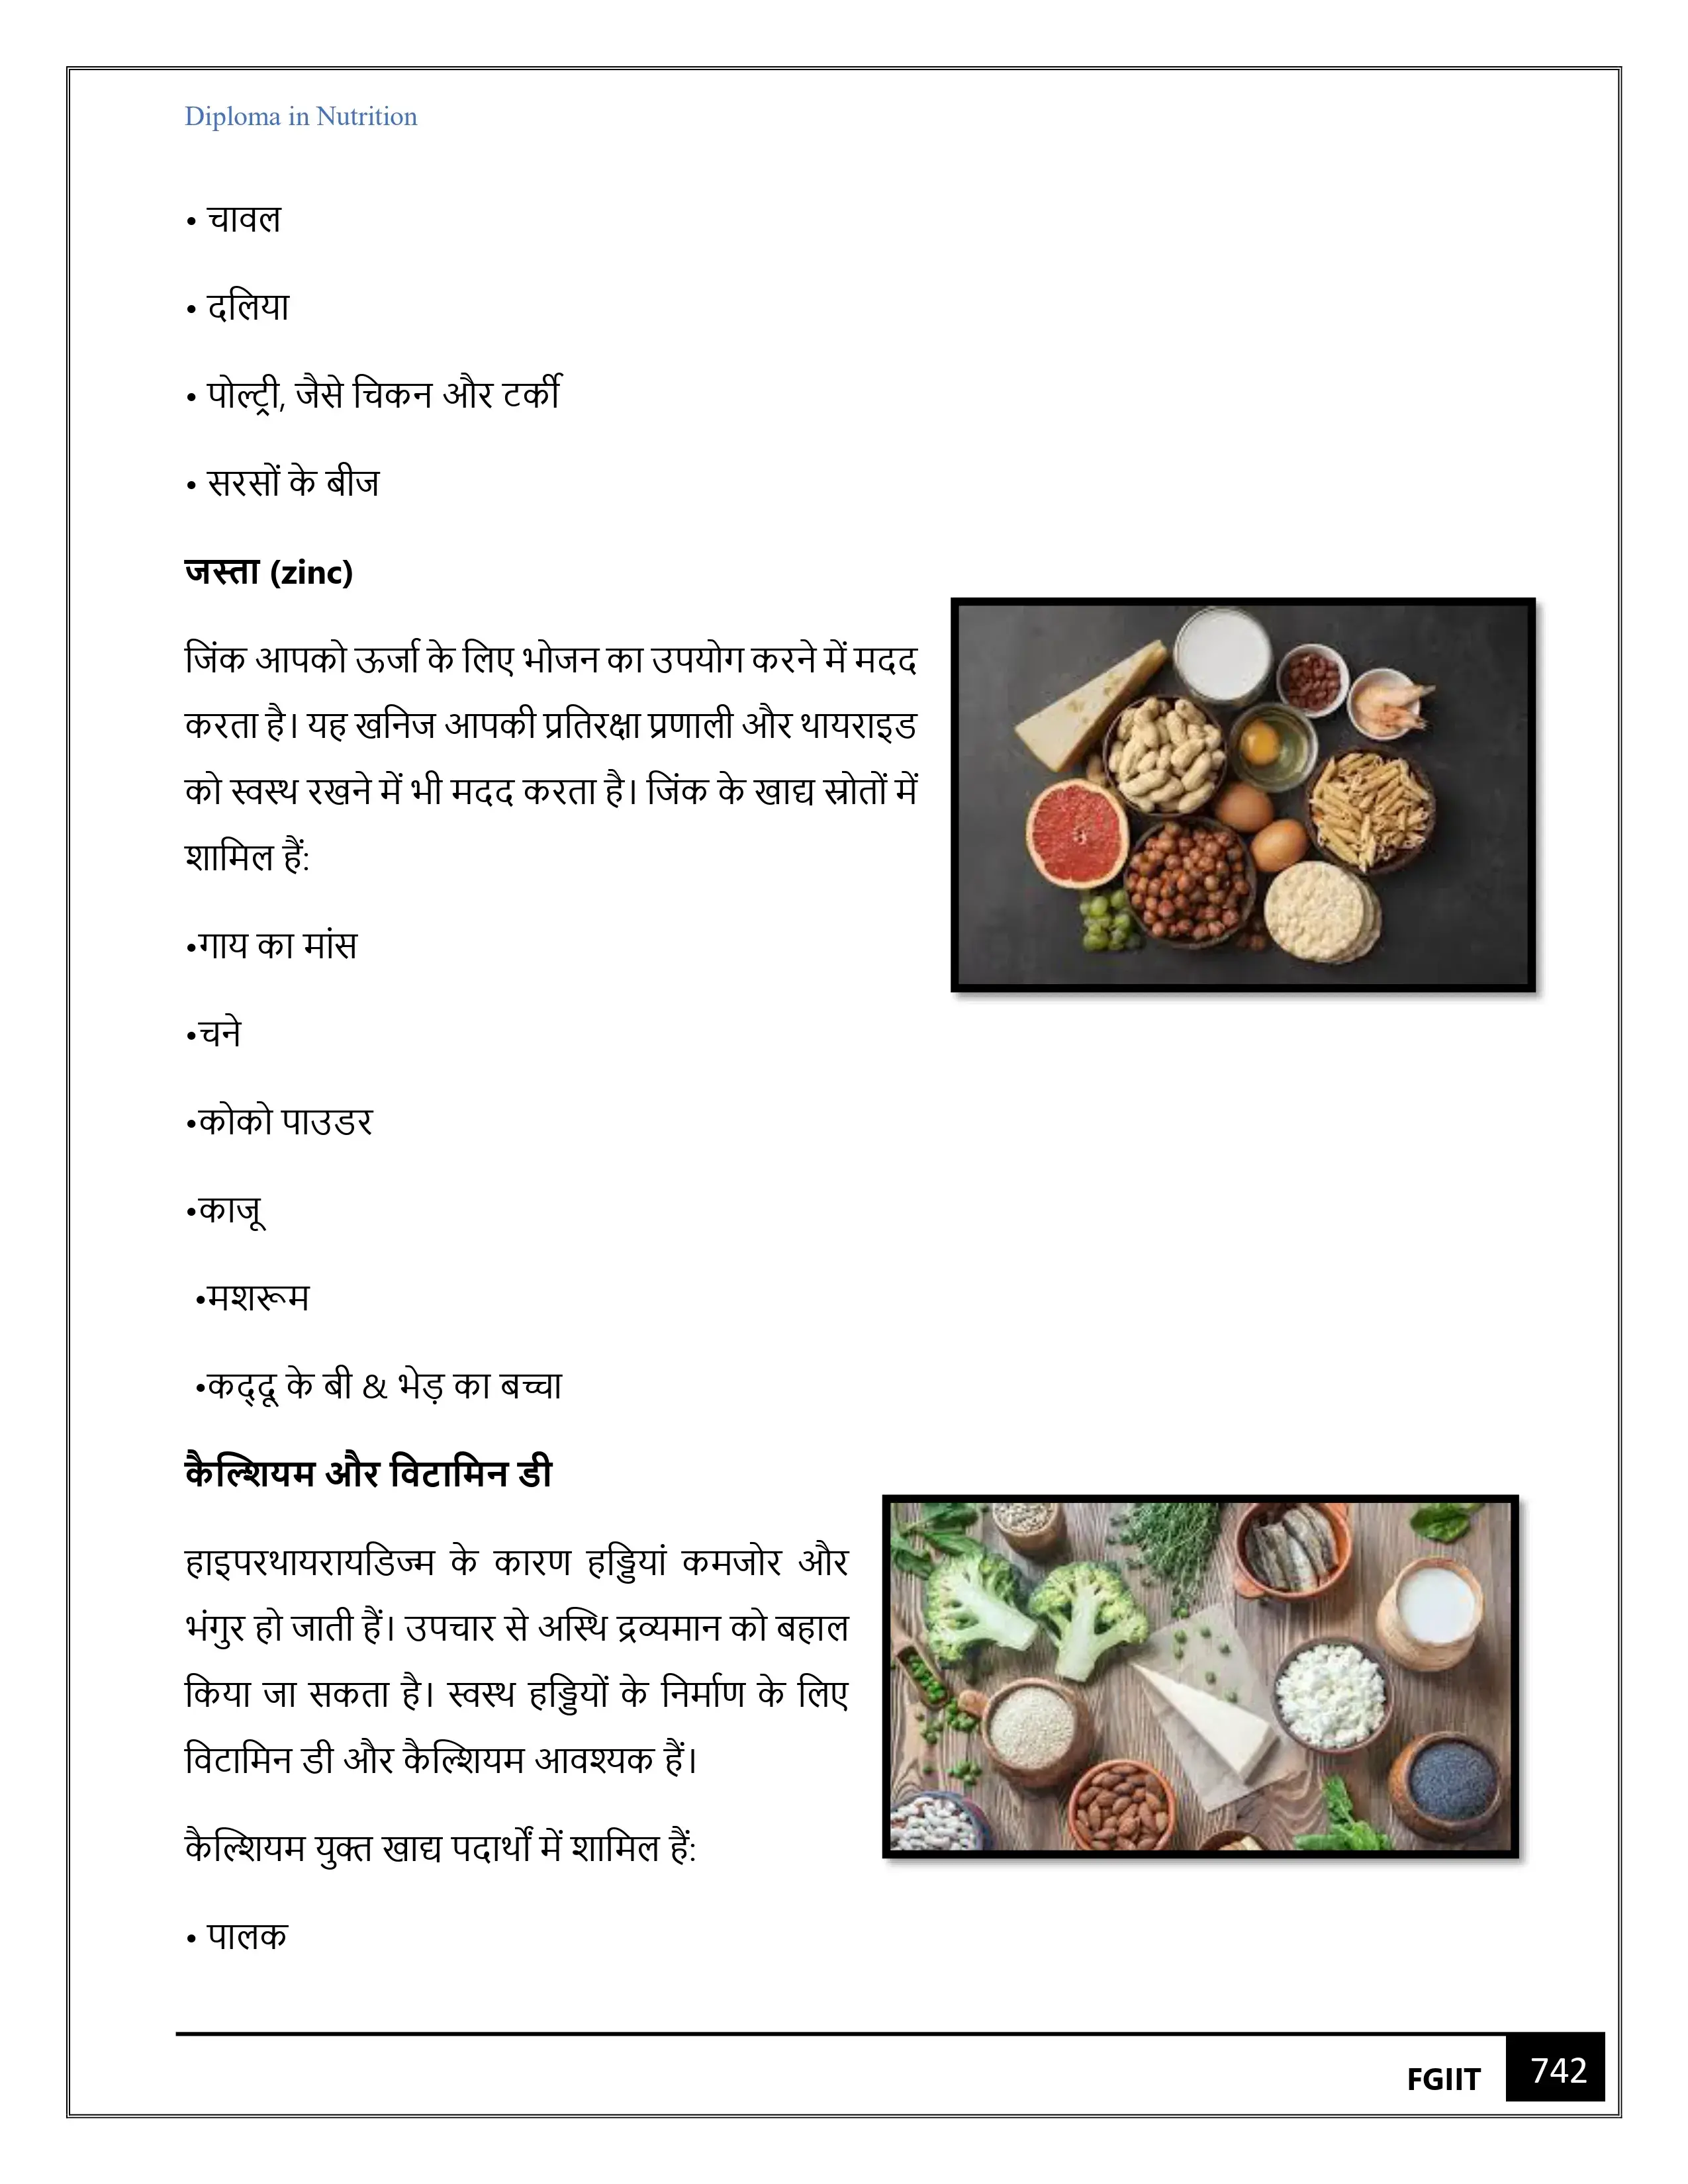 Diploma in Nutrition
• चावल
• दलिया
• पोल्ट्री, जैसे चिकन और टर्की
• सरसों के बीज
जस्ता (zinc)
जिंक आपको ऊर्जा के लिए भोजन का उपयोग करने में मदद
करता है। यह खनिज आपकी प्रतिरक्षा प्रणाली और थायराइड
को स्वस्थ रखने में भी मदद करता है। जिंक के खाद्य स्रोतों में
शामिल हैं:
•गाय का मांस
•चने
•कोको पाउडर
•काजू
•मशरूम
•कद्दू के बी & भेड़ का बच्चा
कैल्शियम और विटामिन डी
हाइपरथायरायडिज्म के कारण हड्डियां कमजोर और
भंगुर हो जाती हैं। उपचार से अस्थि द्रव्यमान को बहाल
किया जा सकता है। स्वस्थ हड्डियों के निर्माण के लिए
विटामिन डी और कैल्शियम आवश्यक हैं।
कैल्शियम युक्त खाद्य पदार्थों में शामिल हैं:
• पालक
FGIIT 742